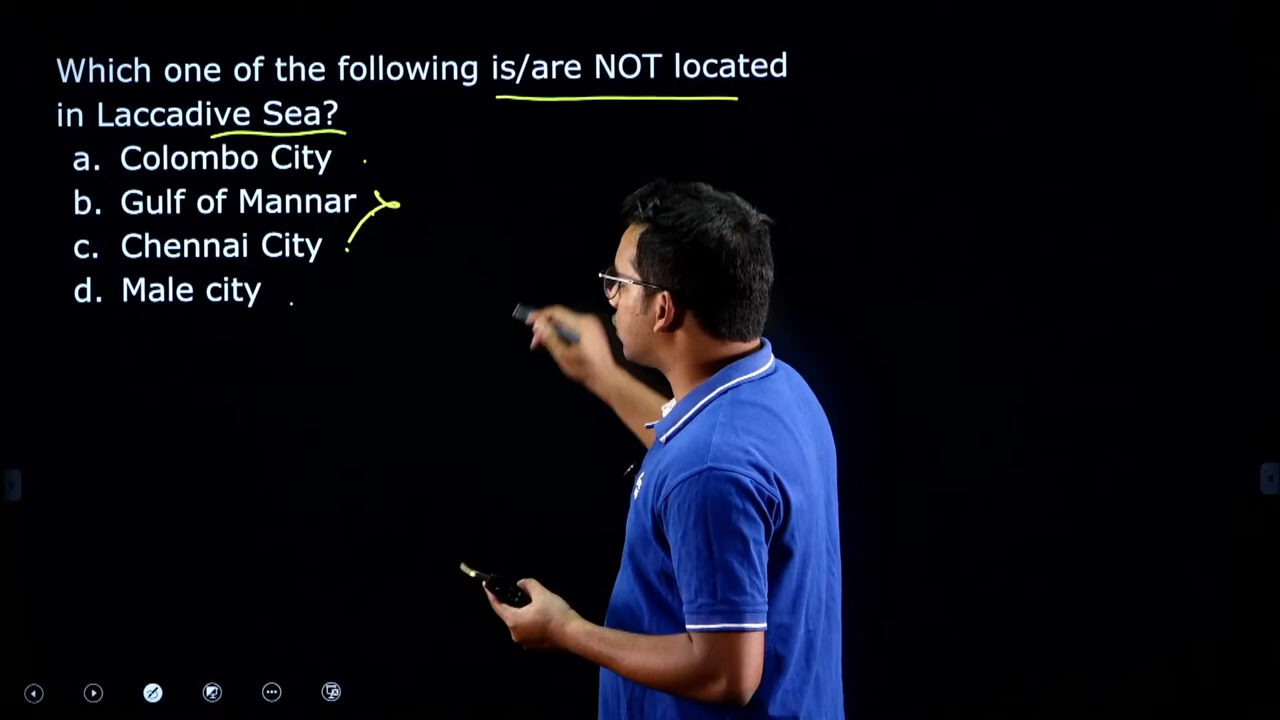 Which one of the following is/are NOT located
in Laccadive Sea?
a. Colombo City
b. Gulf of Mannar
c. Chennai City
d. Male city